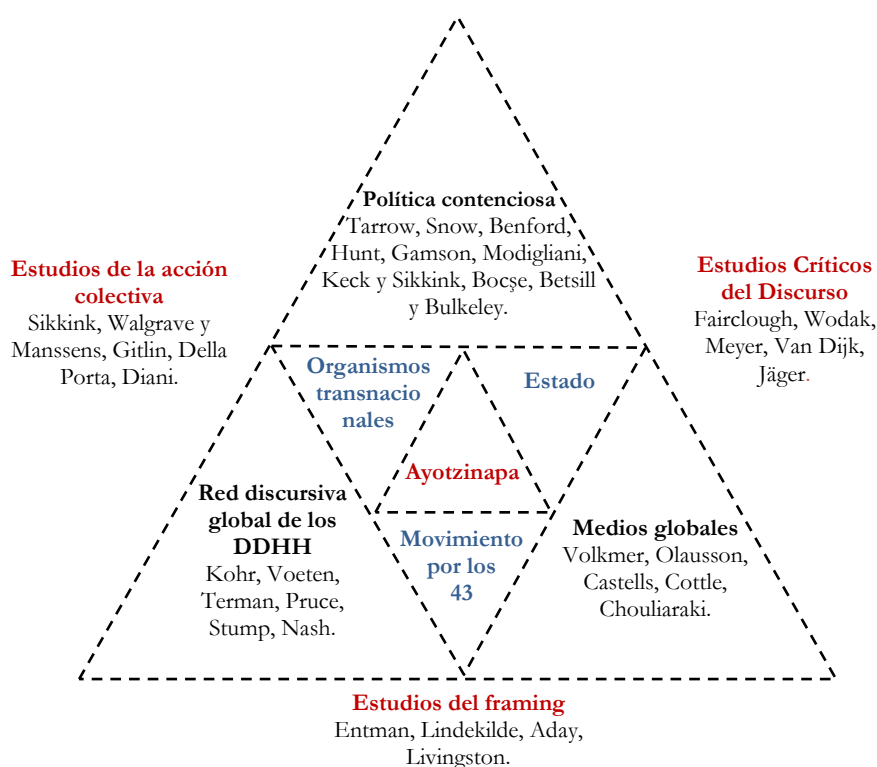 Política contenciosa
Tarrow, Snow, Benford,
Hunt, Gamson, Modigliani,
Keck y Sikkink, Bocşe, Betsill
y Bulkeley.
Estudios de la acción
colectiva
Sikkink, Walgrave y
Manssens, Gitlin, Della
Porta, Diani.
Estudios Críticos
del Discurso
Fairclough, Wodak,
Meyer, Van Dijk,
Jäger.
Organismos
transnacio
nales
Estado
Ayotzinapa
Red discursiva
global de los
DDHH
Kohr, Voeten,
Terman, Pruce,
Stump, Nash.
Movimiento
por los
43
Medios globales
Volkmer, Olausson,
Castells, Cottle,
Chouliaraki.
Estudios del framing
Entman, Lindekilde, Aday,
Livingston.